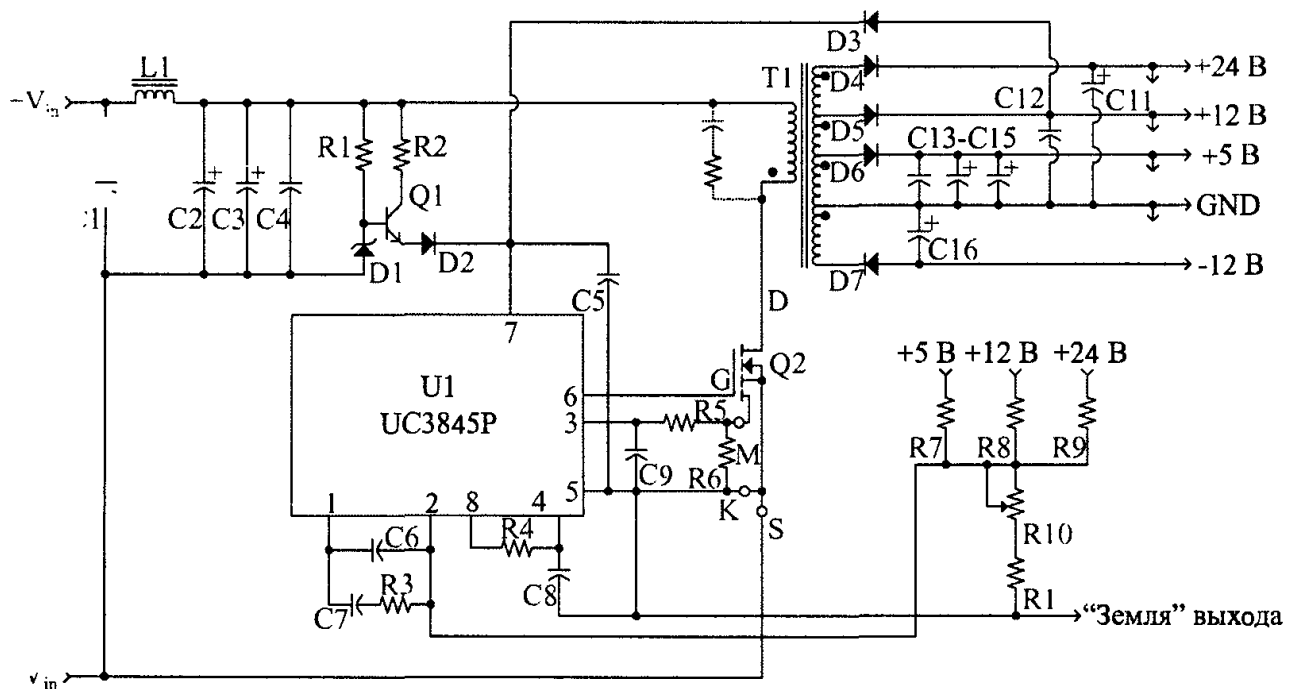 D3
L1
T1
D4
+24 В
C12
C11
+12 В
R1
R2
D5
C13-C15
+5 В
Q1
D6
C2
C3
C4
GND
D1
D2
C16
D7
-12 В
C5
D
7
+5 В
+12 В
+24 В
U1
UC3845P
6
G
Q2
3
R5
M
R7
R8
R9
C9
R6
5
K
S
1
2
8
4
C6
R4
R10
C7
R3
C8
R1
“Земля” выхода